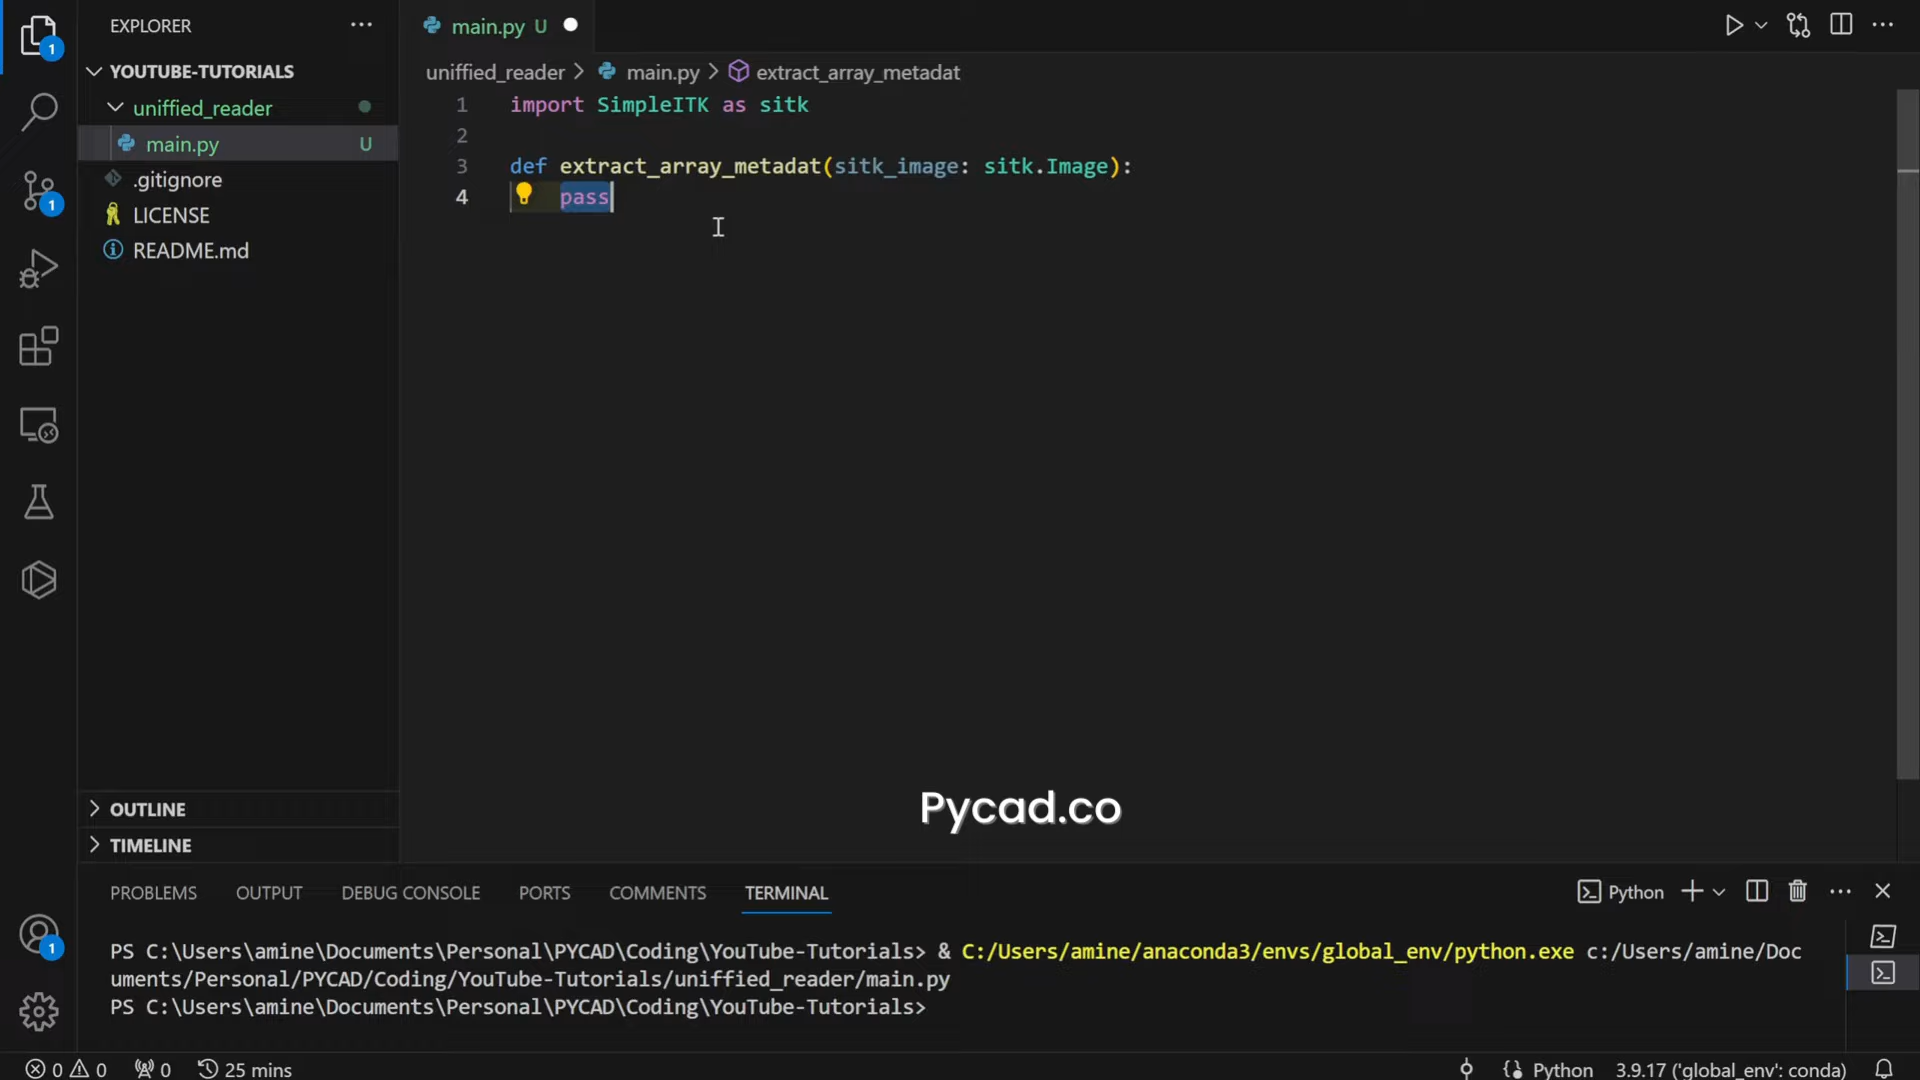 EXPLORER
main.py U
YOUTUBE-TUTORIALS
uniffied_reader
main.py U
.gitignore
LICENSE
README.md
OUTLINE
TIMELINE
1
1
1
uniffied_reader > main.py > extract_array_metadat
1 import SimpleITK as sitk
2
3 def extract_array_metadat(sitk_image: sitk.Image):
4 pass
Pycad.co
PROBLEMS OUTPUT DEBUG CONSOLE PORTS COMMENTS TERMINAL
Python
PS C:\Users\amine\Documents\Personal\PYCAD\Coding\YouTube-Tutorials> & C:/Users/amine/anaconda3/envs/global_env/python.exe c:/Users/amine/Doc
uments/Personal/PYCAD/Coding/YouTube-Tutorials/uniffied_reader/main.py
PS C:\Users\amine\Documents\Personal\PYCAD\Coding\YouTube-Tutorials>
0 0 0 25 mins Python 3.9.17 ('global_env': conda)